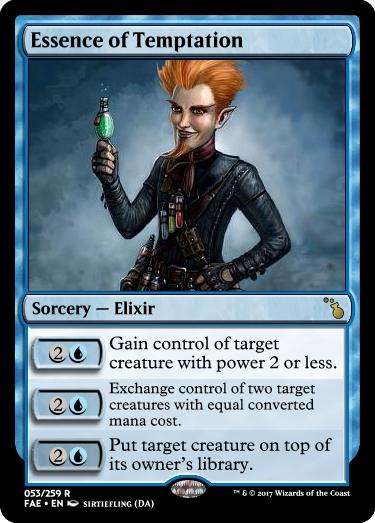 Essence of Temptation
Sorcery — Elixir
2 Gain control of target
creature with power 2 or less.
2 Exchange control of two target
creatures with equal converted
mana cost.
2 Put target creature on top of
its owner's library.
053/259 R
FAE • EN SIRTIEFLING (DA)
™ & © 2017 Wizards of the Coast